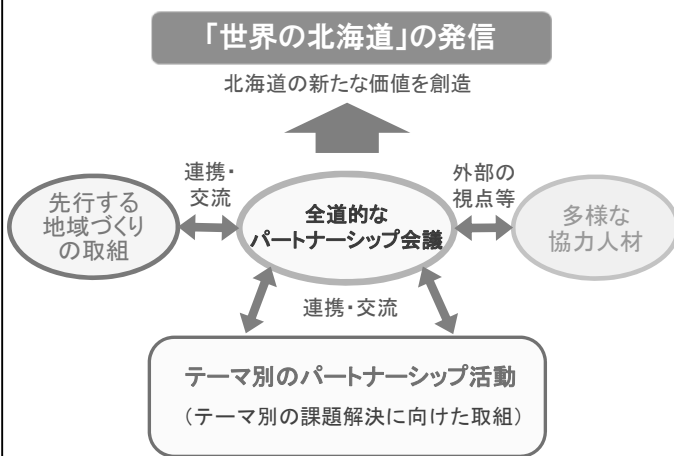 「世界の北海道」の発信
北海道の新たな価値を創造
連携・
交流
外部の
視点等
先行する
地域づくり
の取組
全道的な
パートナーシップ会議
多様な
協力人材
連携・交流
テーマ別のパートナーシップ活動
（テーマ別の課題解決に向けた取組）